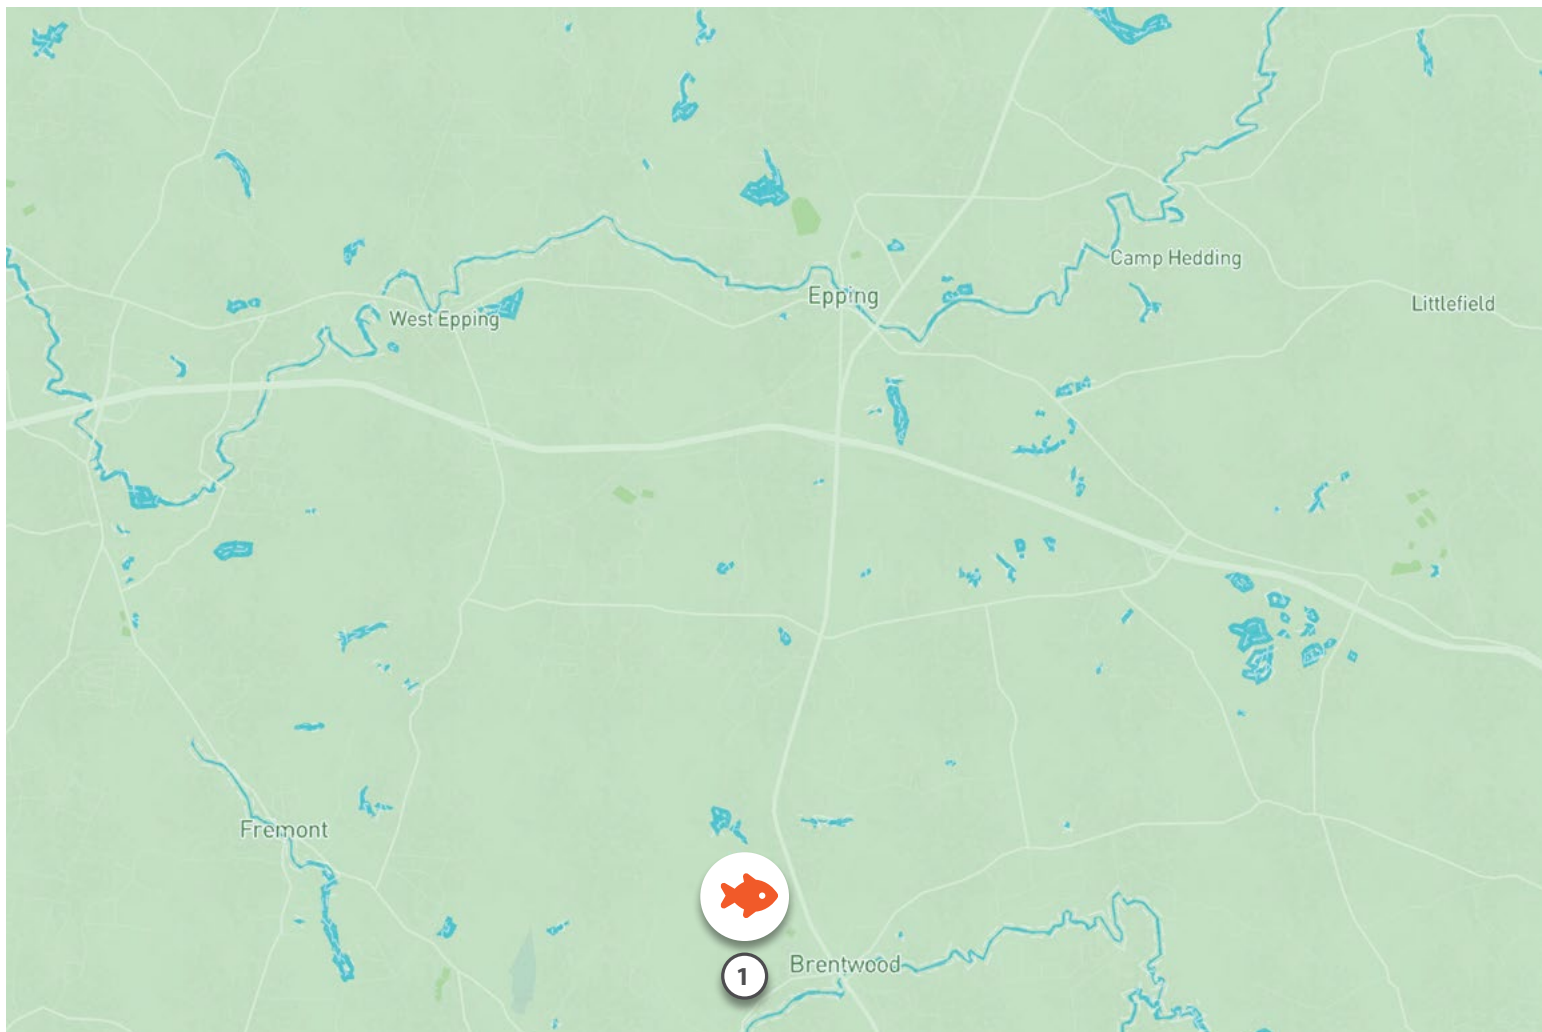 Camp Hedding
Epping
Littlefield
West Epping
Fremont
Brentwood
1